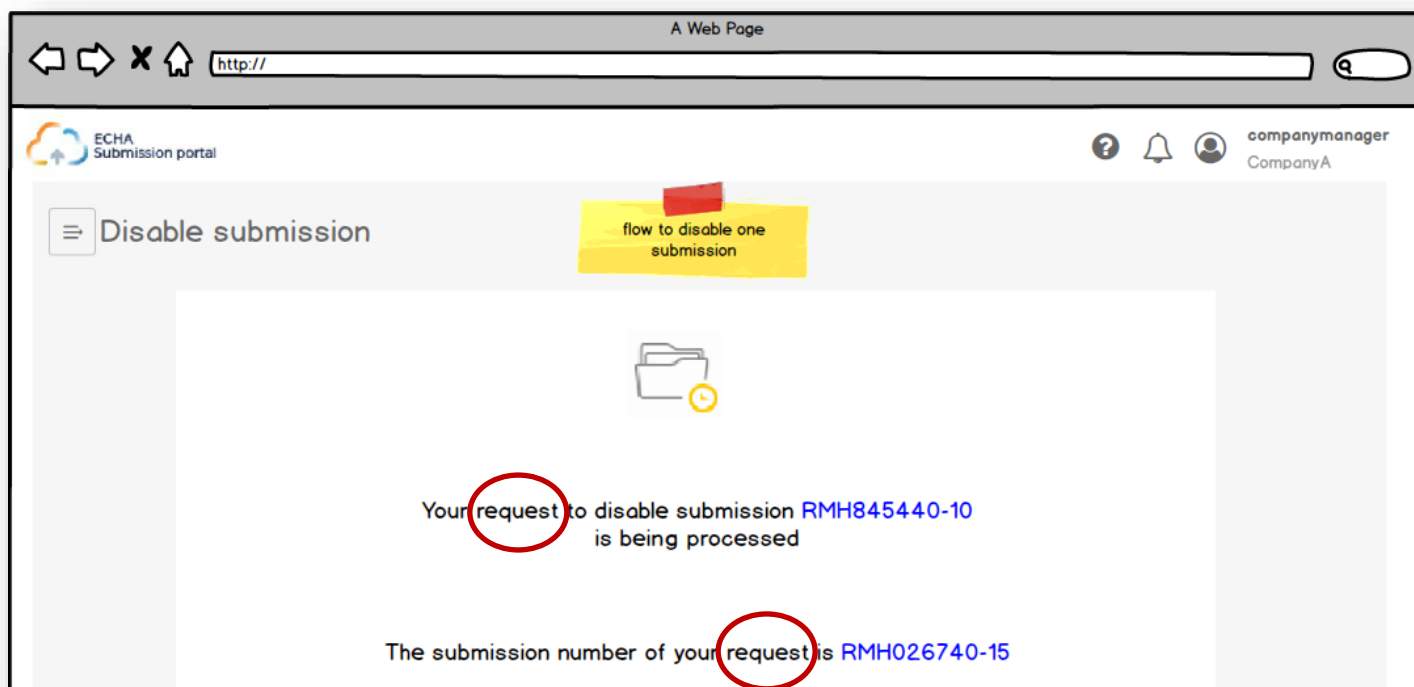 A Web Page
http://
ECHA
Submission portal
companymanager
CompanyA
Disable submission
flow to disable one
submission
Your request to disable submission RMH845440-10
is being processed
The submission number of your request is RMH026740-15